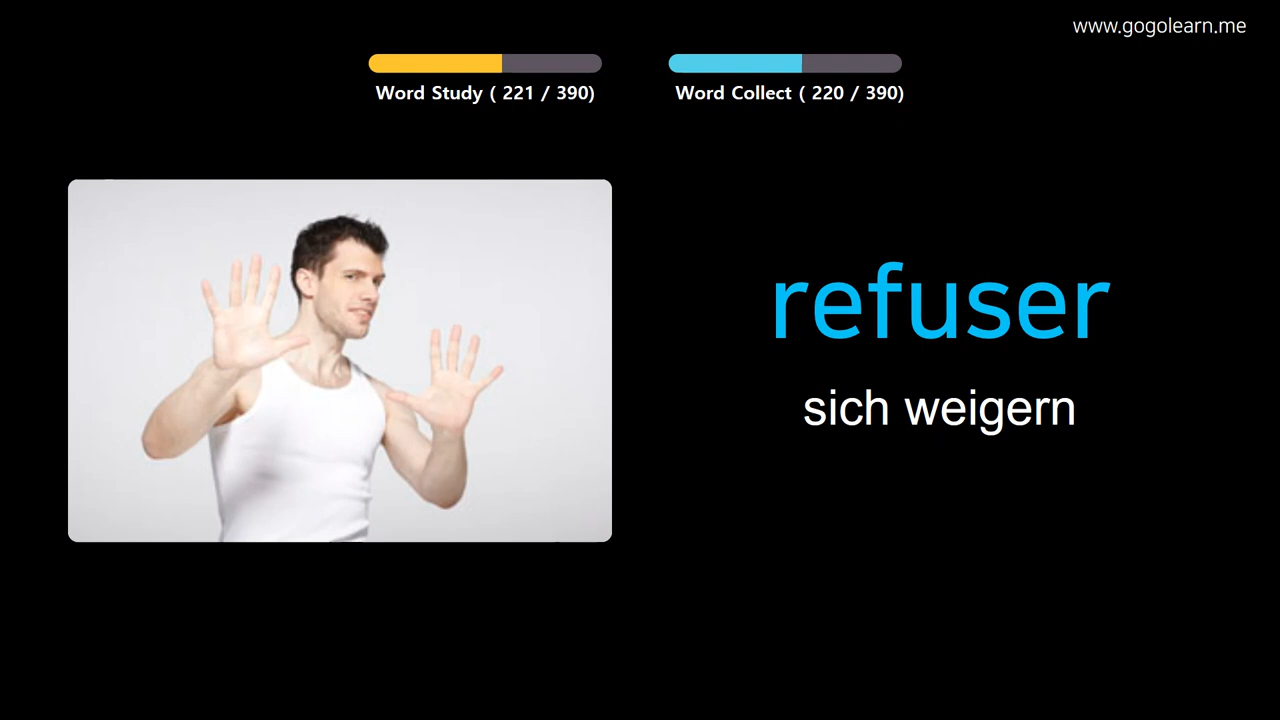 www.gogolearn.me
Word Study ( 221 / 390)
Word Collect ( 220 / 390)
refuser
sich weigern